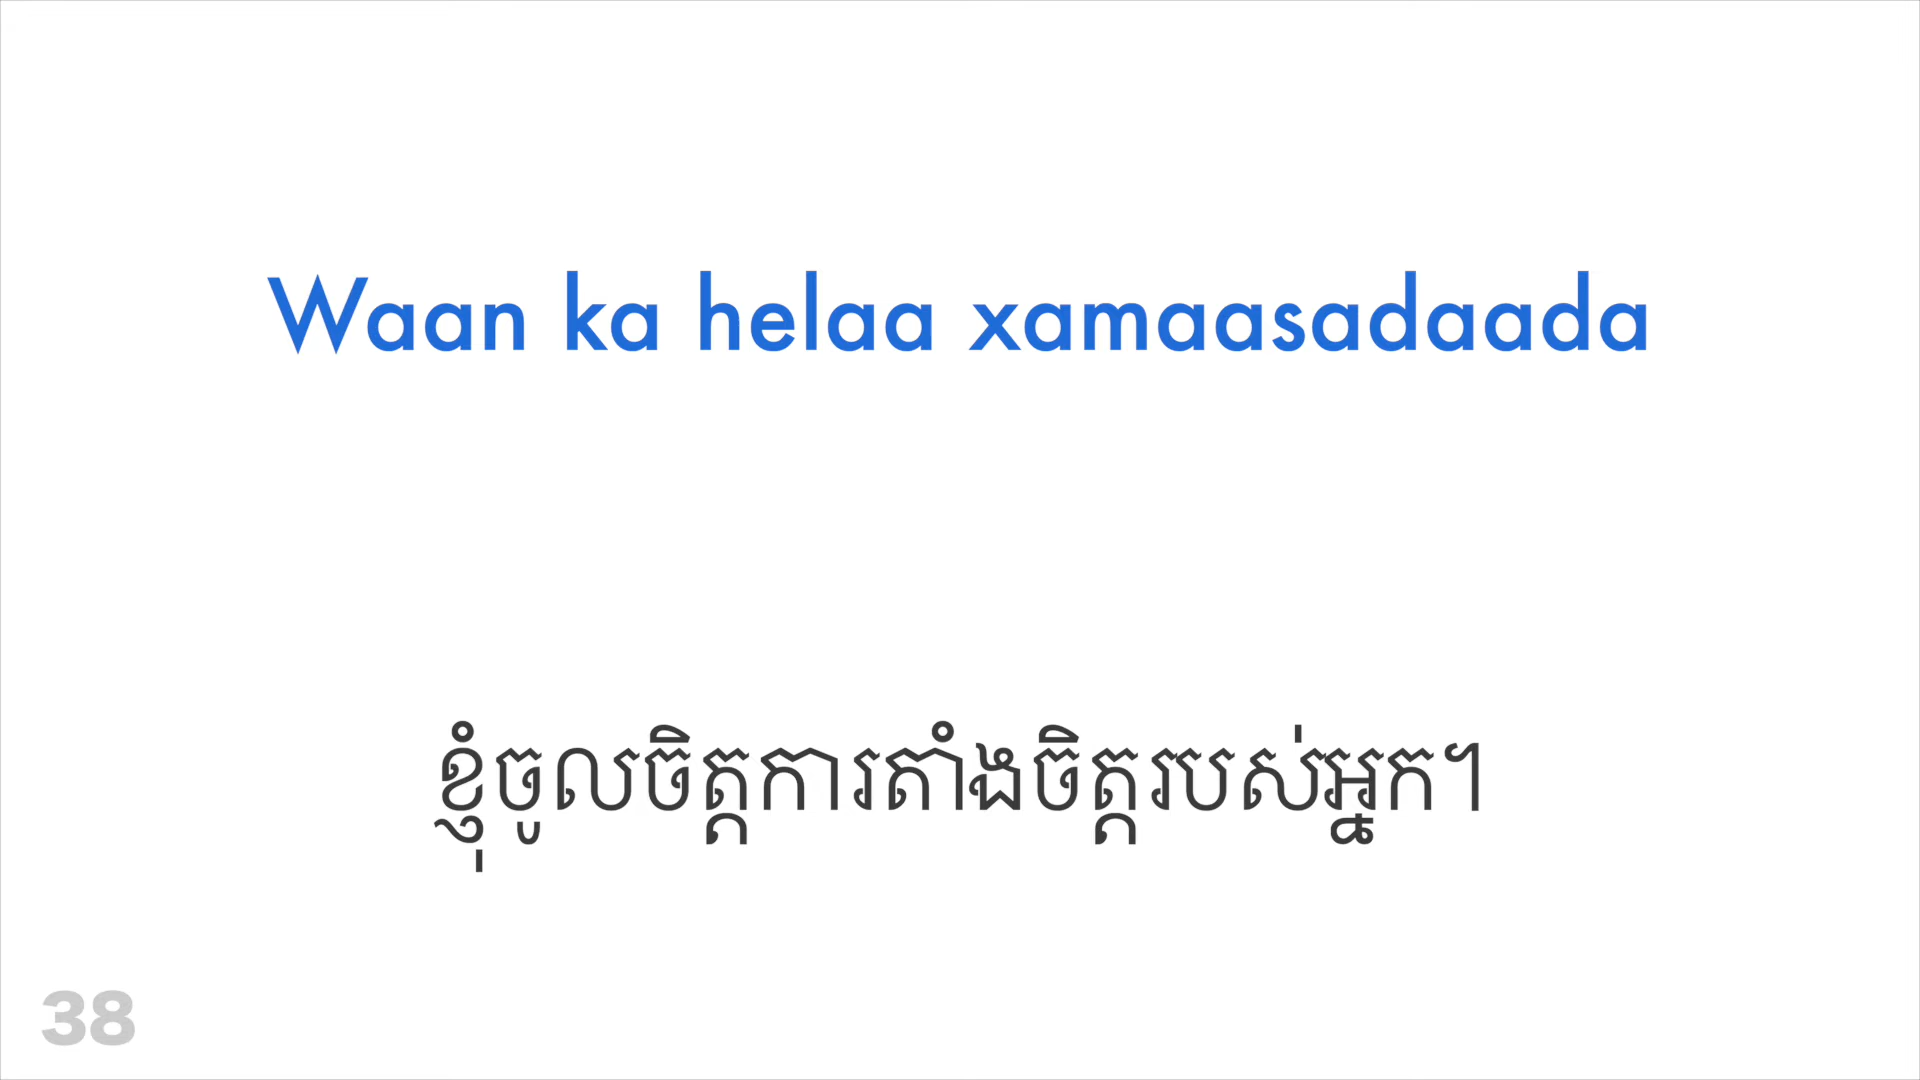 Waan ka helaa xamaasadaada
ខ្ញុំចូលចិត្តការតាំងចិត្តរបស់អ្នក។
38